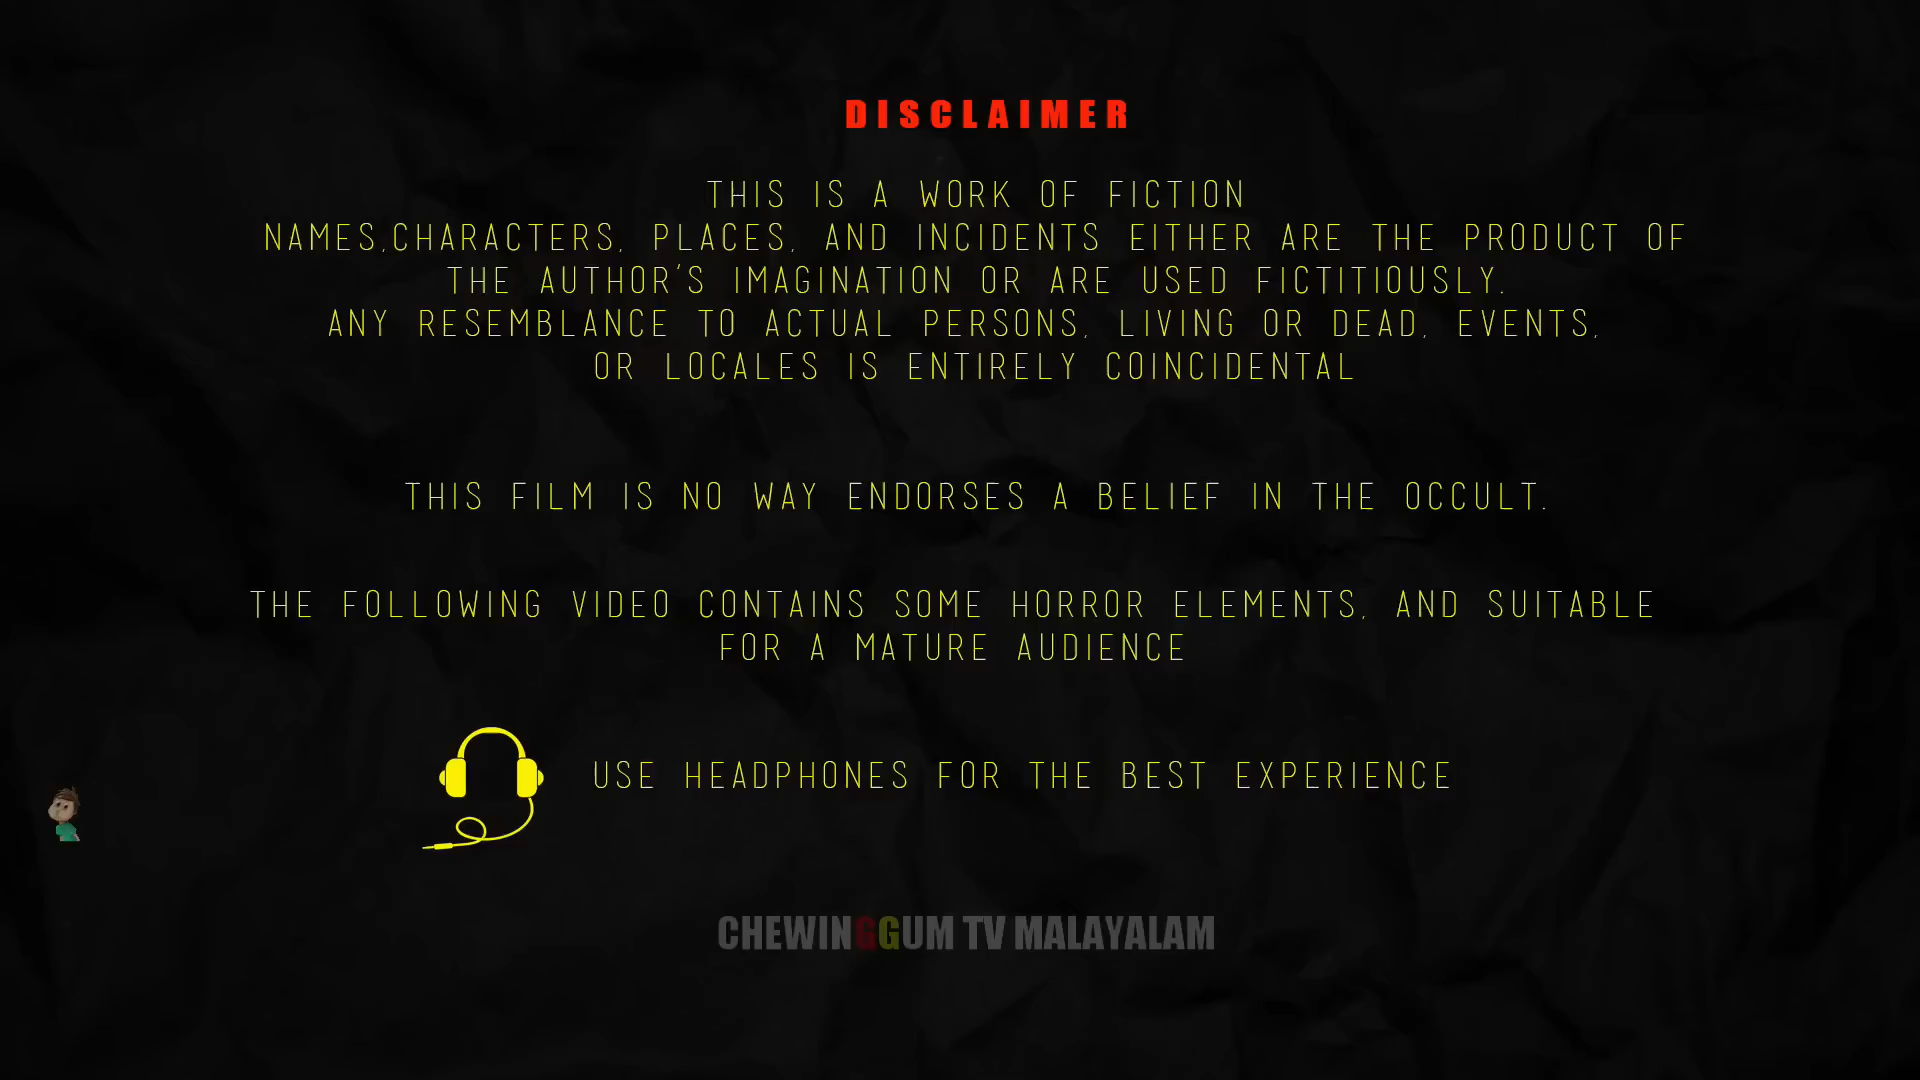 DISCLAIMER
THIS IS A WORK OF FICTION
NAMES,CHARACTERS, PLACES, AND INCIDENTS EITHER ARE THE PRODUCT OF
THE AUTHOR'S IMAGINATION OR ARE USED FICTITIOUSLY.
ANY RESEMBLANCE TO ACTUAL PERSONS, LIVING OR DEAD, EVENTS,
OR LOCALES IS ENTIRELY COINCIDENTAL
THIS FILM IS NO WAY ENDORSES A BELIEF IN THE OCCULT.
THE FOLLOWING VIDEO CONTAINS SOME HORROR ELEMENTS, AND SUITABLE
FOR A MATURE AUDIENCE
USE HEADPHONES FOR THE BEST EXPERIENCE
CHEWINGGUM TV MALAYALAM